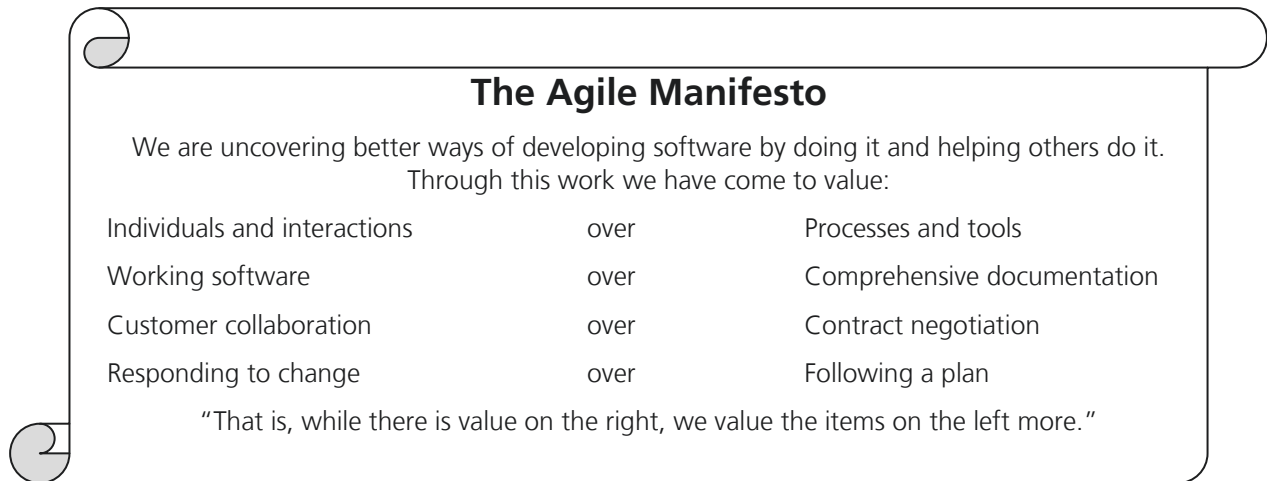 The Agile Manifesto
We are uncovering better ways of developing software by doing it and helping others do it.
Through this work we have come to value:
Individuals and interactions over Processes and tools
Working software over Comprehensive documentation
Customer collaboration over Contract negotiation
Responding to change over Following a plan
“That is, while there is value on the right, we value the items on the left more.”